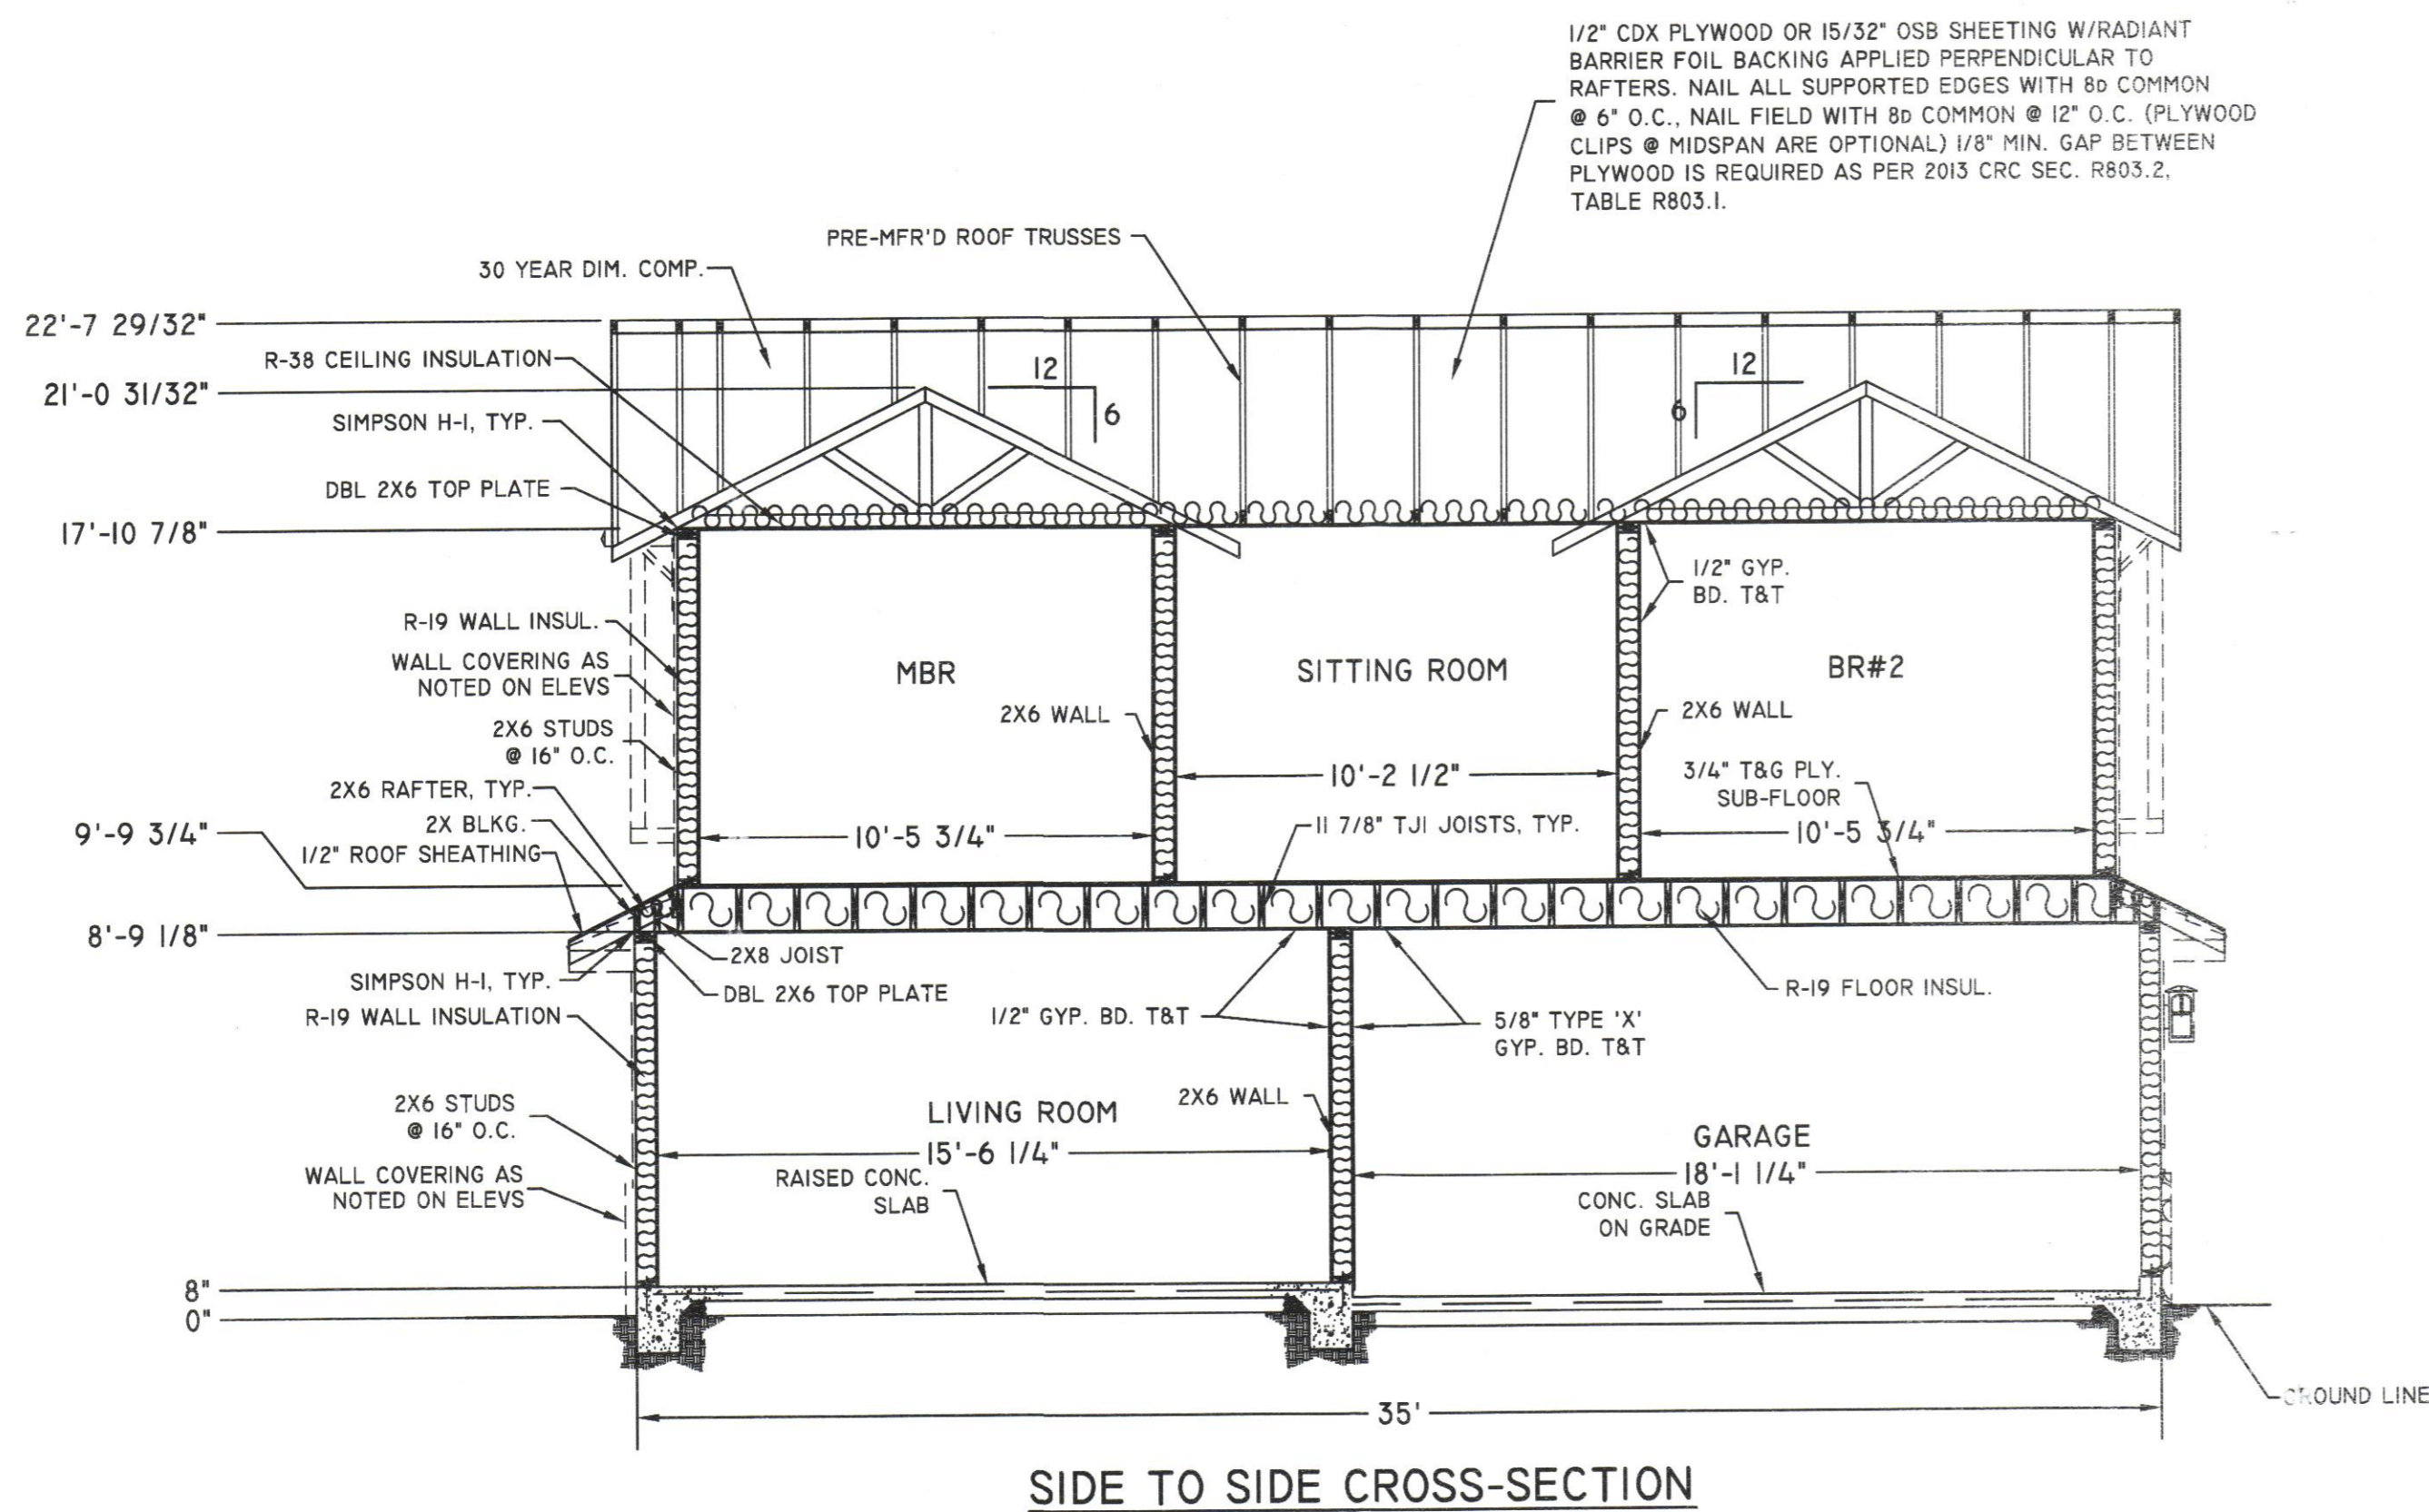 1/2" CDX PLYWOOD OR 15/32" OSB SHEETING W/RADIANT
BARRIER FOIL BACKING APPLIED PERPENDICULAR TO
RAFTERS. NAIL ALL SUPPORTED EDGES WITH 8D COMMON
@ 6" O.C., NAIL FIELD WITH 8D COMMON @ 12" O.C. (PLYWOOD
CLIPS @ MIDSPAN ARE OPTIONAL) 1/8" MIN. GAP BETWEEN
PLYWOOD IS REQUIRED AS PER 2013 CRC SEC. R803.2,
TABLE R803.1.
PRE-MFR'D ROOF TRUSSES
30 YEAR DIM. COMP.
22'-7 29/32"
R-38 CEILING INSULATION
21'-0 31/32"
12
6
12
6
SIMPSON H-1, TYP.
DBL 2X6 TOP PLATE
17'-10 7/8"
1/2" GYP.
BD. T&T
R-19 WALL INSUL.
WALL COVERING AS
NOTED ON ELEVS
MBR
SITTING ROOM
BR#2
2X6 WALL
2X6 WALL
2X6 STUDS
@ 16" O.C.
10'-2 1/2"
3/4" T&G PLY.
SUB-FLOOR
2X6 RAFTER, TYP.
2X BLKG.
9'-9 3/4"
10'-5 3/4"
11 7/8" TJI JOISTS, TYP.
10'-5 3/4"
1/2" ROOF SHEATHING
8'-9 1/8"
2X8 JOIST
SIMPSON H-1, TYP.
DBL 2X6 TOP PLATE
R-19 FLOOR INSUL.
R-19 WALL INSULATION
1/2" GYP. BD. T&T
5/8" TYPE 'X'
GYP. BD. T&T
2X6 STUDS
@ 16" O.C.
LIVING ROOM
2X6 WALL
15'-6 1/4"
GARAGE
18'-1 1/4"
WALL COVERING AS
NOTED ON ELEVS
RAISED CONC.
SLAB
CONC. SLAB
ON GRADE
8"
0"
GROUND LINE
35'
SIDE TO SIDE CROSS-SECTION